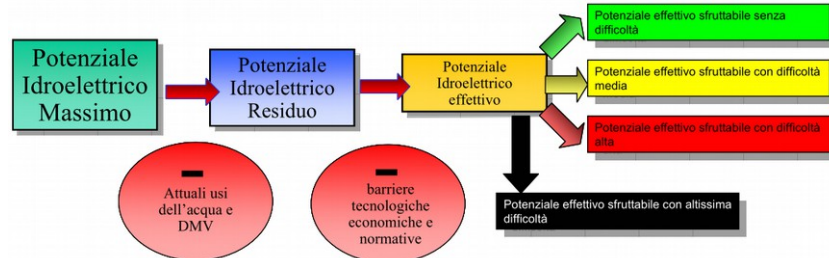 Potenziale
Idroelettrico
Massimo
Potenziale
Idroelettrico
Residuo
Potenziale
Idroelettrico
effettivo
Potenziale effettivo sfruttabile senza
difficoltà
Potenziale effettivo sfruttabile con difficoltà
media
Potenziale effettivo sfruttabile con difficoltà
alta
Potenziale effettivo sfruttabile con altissima
difficoltà
-
Attuali usi
dell'acqua e
DMV
-
barriere
tecnologiche
economiche e
normative